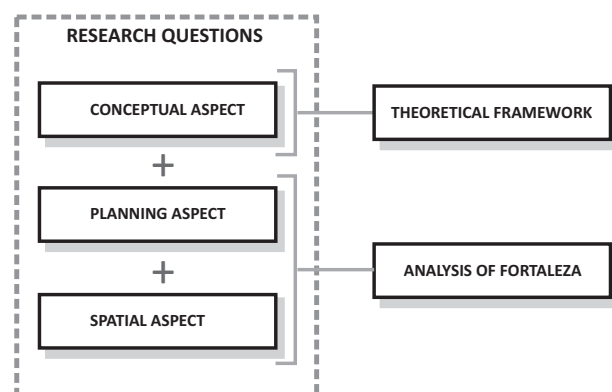 RESEARCH QUESTIONS
CONCEPTUAL ASPECT
THEORETICAL FRAMEWORK
+
PLANNING ASPECT
+
ANALYSIS OF FORTALEZA
SPATIAL ASPECT